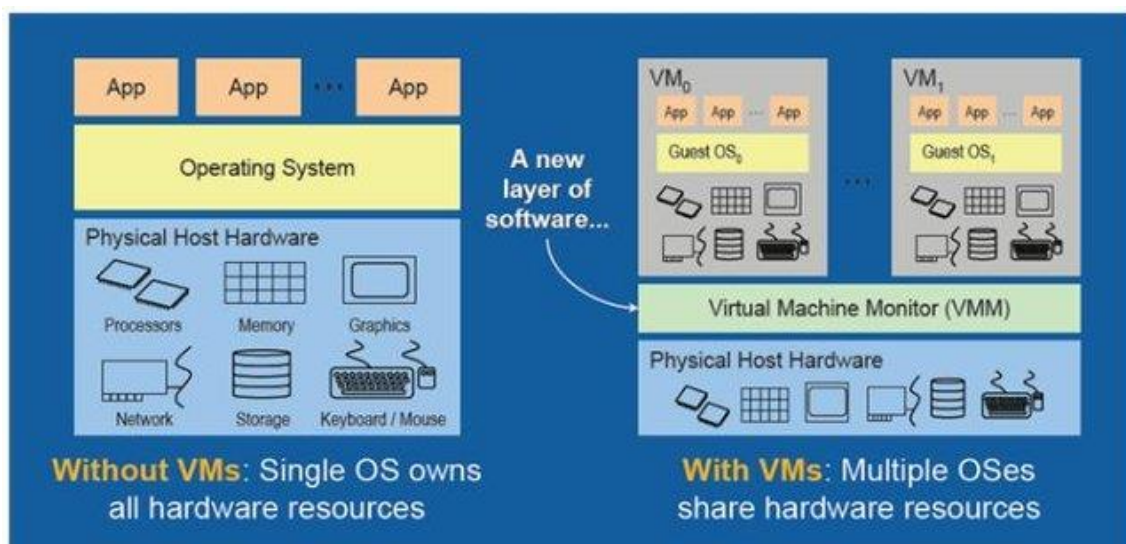 App App ... App
Operating System
Physical Host Hardware
Processors Memory Graphics
Network Storage Keyboard / Mouse
Without VMs: Single OS owns
all hardware resources
A new
layer of
software...
VM₀
App App ... App
Guest OS₀
...
VM₁
App App ... App
Guest OS₁
Virtual Machine Monitor (VMM)
Physical Host Hardware
With VMs: Multiple OSes
share hardware resources